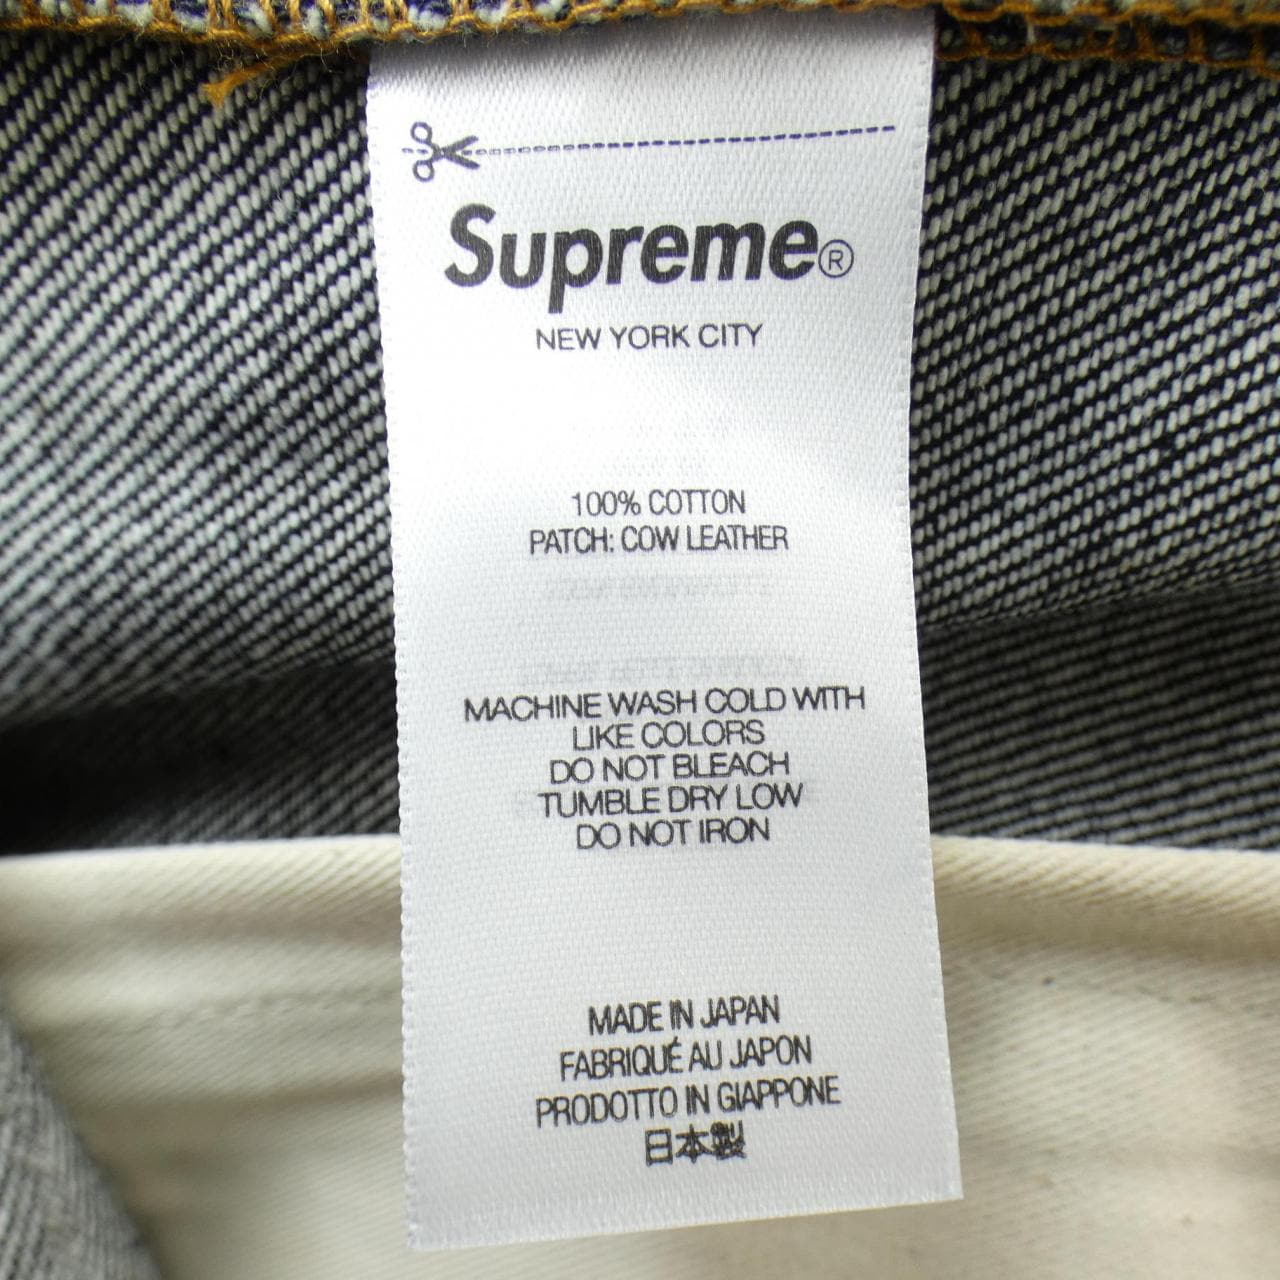 Supreme®
NEW YORK CITY
100% COTTON
PATCH: COW LEATHER
MACHINE WASH COLD WITH
LIKE COLORS
DO NOT BLEACH
TUMBLE DRY LOW
DO NOT IRON
MADE IN JAPAN
FABRIQUÉ AU JAPON
PRODOTTO IN GIAPPONE
日本製